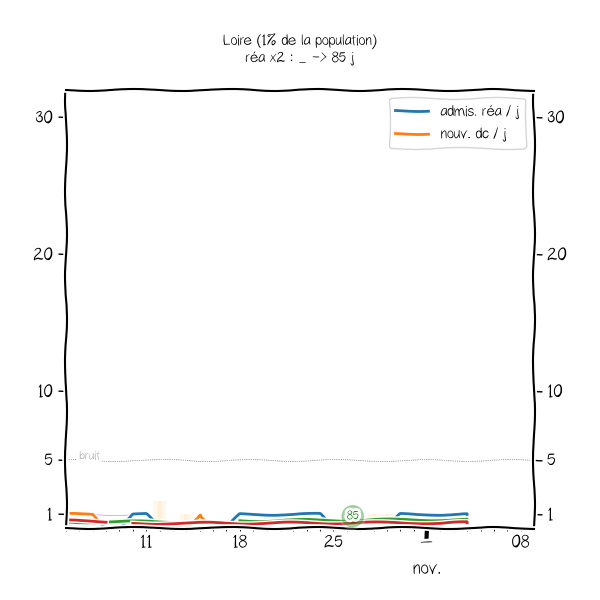 Loire (1% de la population)
réa x2 : _ -> 85 j
admis. réa / j
nouv. dc / j
30
30
20
20
10
10
5
bruit
5
1
85
1
11
18
25
08
nov.